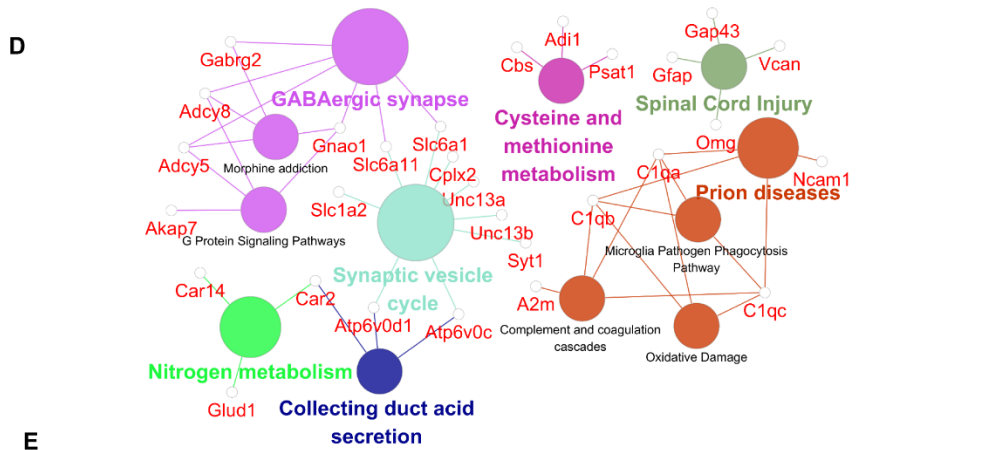 D
Gabrg2
Adcy8
GABAergic synapse
Adcy5
Morphine addiction
Gnao1
Slc6a11
Slc6a1
Cplx2
Unc13a
Slc1a2
Akap7
G Protein Signaling Pathways
Unc13b
Syt1
Synaptic vesicle
cycle
Car14
Car2
Atp6v0d1
Atp6v0c
Nitrogen metabolism
Glud1
Collecting duct acid
secretion
Adi1
Cbs
Psat1
Cysteine and
methionine
metabolism
Gap43
Gfap
Vcan
Spinal Cord Injury
Omg
C1qa
Ncam1
Prion diseases
C1qb
Microglia Pathogen Phagocytosis
Pathway
A2m
C1qc
Complement and coagulation
cascades
Oxidative Damage
E